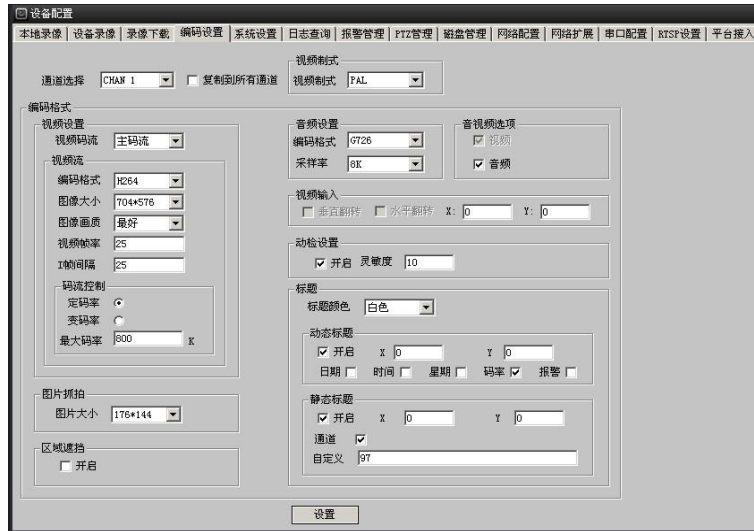 设备配置
本地录像 设备录像 录像下载 编码设置 系统设置 日志查询 报警管理 PTZ管理 磁盘管理 网络配置 网络扩展 串口配置 RTSP设置 平台接入
视频制式
通道选择 CHAN 1 复制到所有通道 视频制式 PAL
编码格式
视频设置
视频码流 主码流
视频流
编码格式 H264
图像大小 704*576
图像画质 最好
视频帧率 25
I帧间隔 25
码流控制
定码率
变码率
最大码率 800 K
图片抓拍
图片大小 176*144
区域遮挡
开启
音频设置
编码格式 G726
采样率 8K
音视频选项
视频
音频
视频输入
垂直翻转 水平翻转 X: 0 Y: 0
动检设置
开启 灵敏度 10
标题
标题颜色 白色
动态标题
开启 X 0 Y 0
日期 时间 星期 码率 报警
静态标题
开启 X 0 Y 0
通道
自定义 97
设置